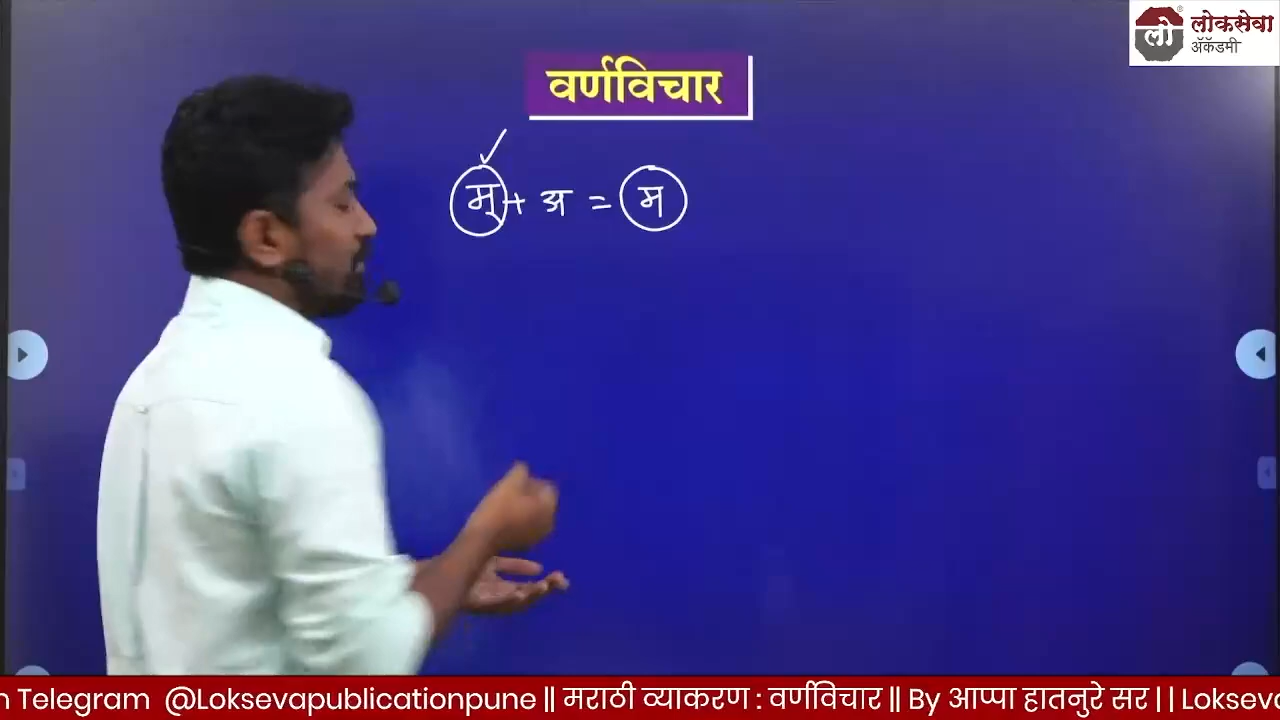 लोकसेवा
ॲकॅडमी
लो
वर्णविचार
म् + अ = म
n Telegram @Loksevapublicationpune || मराठी व्याकरण : वर्णविचार || By आप्पा हातनुरे सर || Lokseva